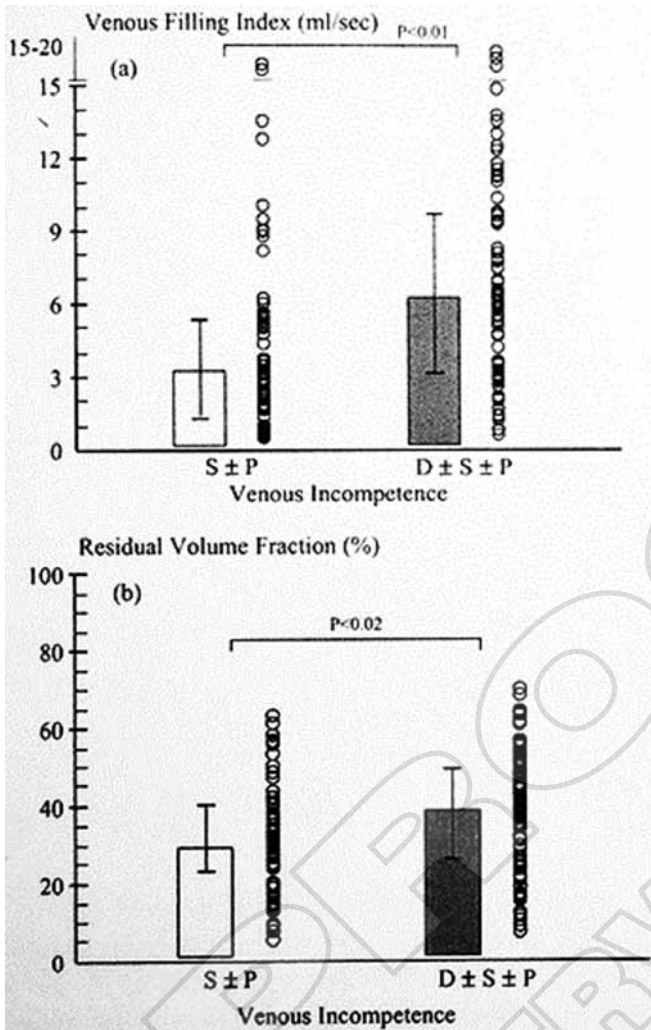 Venous Filling Index (ml/sec)
P<0.01
15-20
(a)
15
12
9
6
3
0
S ± P
D ± S ± P
Venous Incompetence
Residual Volume Fraction (%)
100
(b)
P<0.02
80
60
40
20
0
S ± P
D ± S ± P
Venous Incompetence